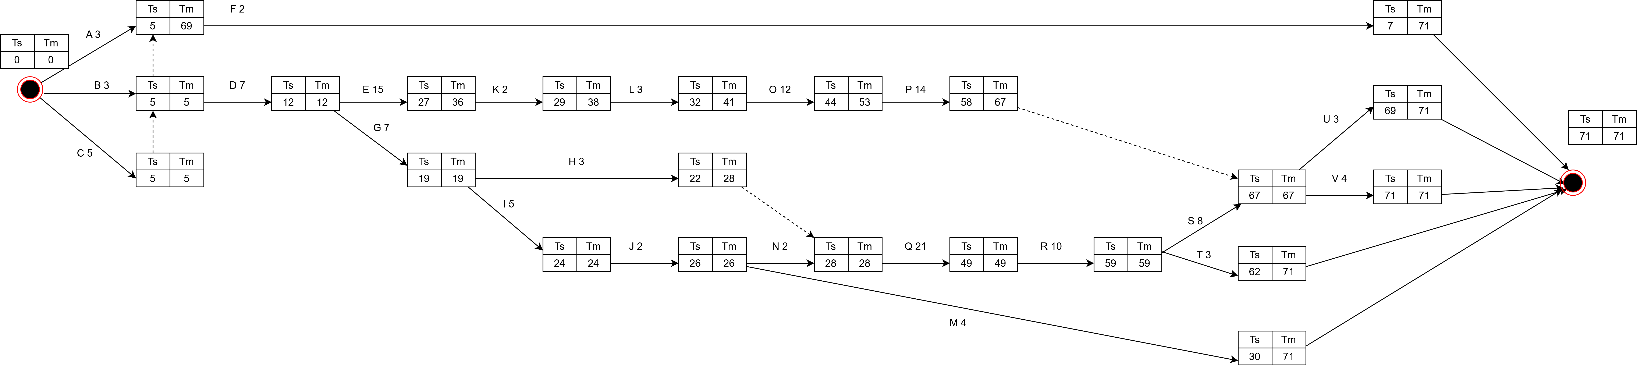 Ts Tm
0 0
A 3
B 3
C 5
Ts Tm
5 69
F 2
Ts Tm
7 71
Ts Tm
5 5
D 7
Ts Tm
12 12
E 15
Ts Tm
27 36
K 2
Ts Tm
29 38
L 3
Ts Tm
32 41
O 12
Ts Tm
44 53
P 14
Ts Tm
58 67
Ts Tm
5 5
G 7
Ts Tm
19 19
H 3
Ts Tm
22 28
I 5
Ts Tm
24 24
J 2
Ts Tm
26 26
N 2
Ts Tm
28 28
Q 21
Ts Tm
49 49
R 10
Ts Tm
59 59
S 8
T 3
M 4
Ts Tm
67 67
U 3
Ts Tm
69 71
V 4
Ts Tm
71 71
Ts Tm
62 71
Ts Tm
30 71
Ts Tm
71 71